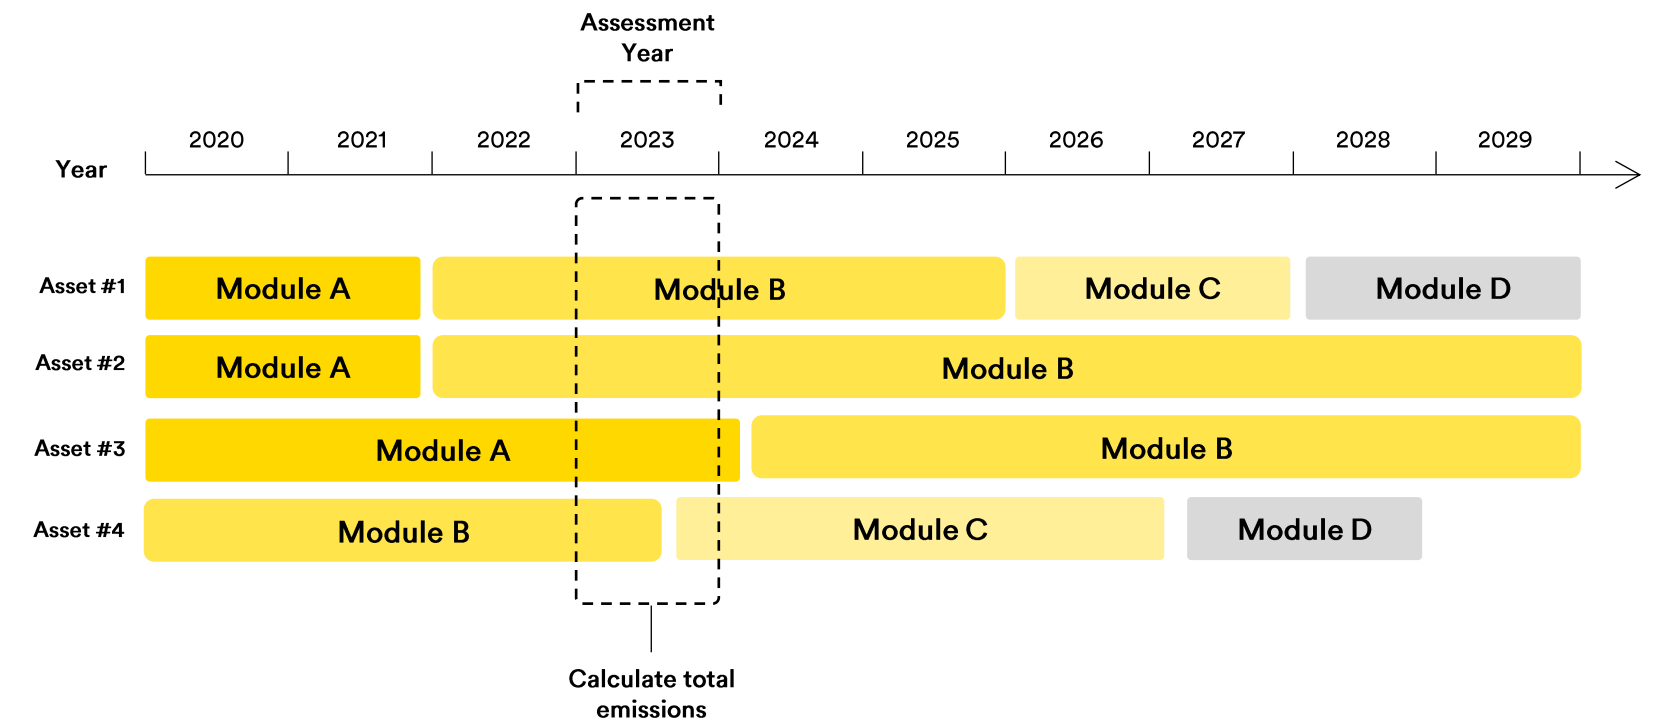 Assessment
Year
2020 2021 2022 2023 2024 2025 2026 2027 2028 2029
Year
Asset #1 Module A Module B Module C Module D
Asset #2 Module A Module B
Asset #3 Module A Module B
Asset #4 Module B Module C Module D
Calculate total
emissions